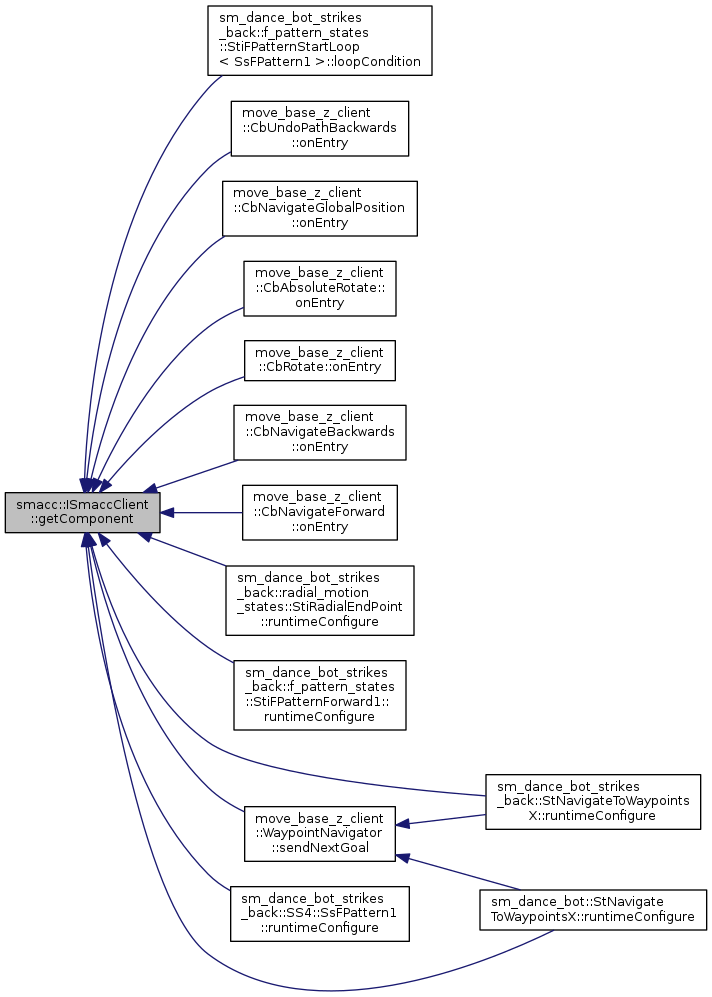 sm_dance_bot_strikes
_back::f_pattern_states
::StiFPatternStartLoop
< SsFPattern1 >::loopCondition
move_base_z_client
::CbUndoPathBackwards
::onEntry
move_base_z_client
::CbNavigateGlobalPosition
::onEntry
move_base_z_client
::CbAbsoluteRotate::
onEntry
move_base_z_client
::CbRotate::onEntry
move_base_z_client
::CbNavigateBackwards
::onEntry
smacc::ISmaccClient
::getComponent
move_base_z_client
::CbNavigateForward
::onEntry
sm_dance_bot_strikes
_back::radial_motion
_states::StiRadialEndPoint
::runtimeConfigure
sm_dance_bot_strikes
_back::f_pattern_states
::StiFPatternForward1::
runtimeConfigure
sm_dance_bot_strikes
_back::StNavigateToWaypoints
X::runtimeConfigure
move_base_z_client
::WaypointNavigator
::sendNextGoal
sm_dance_bot_strikes
_back::SS4::SsFPattern1
::runtimeConfigure
sm_dance_bot::StNavigate
ToWaypointsX::runtimeConfigure